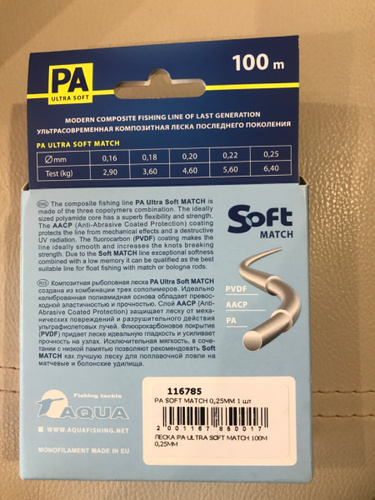 PA
ULTRA SOFT
100 m
MODERN COMPOSITE FISHING LINE OF LAST GENERATION
УЛЬТРАСОВРЕМЕННАЯ КОМПОЗИТНАЯ ЛЕСКА ПОСЛЕДНЕГО ПОКОЛЕНИЯ
PA ULTRA SOFT MATCH
Ømm 0,16 0,18 0,20 0,22 0,25
Test (kg) 2,90 3,60 4,60 5,60 6,40
The composite fishing line PA Ultra Soft MATCH is
made of the three copolymers combination. The ideally
sized polyamide core has a superb flexibility and strength.
The AACP (Anti-Abrasive Coated Protection) coating
protects the line from mechanical effects and a destructive
UV radiation. The fluorocarbon (PVDF) coating makes the
line ideally smooth and increases the knots breaking
strength. Due to the Soft MATCH line exceptional softness
combined with a low memory it can be qualified as the best
suitable line for float fishing with match or bologna rods.
Композитная рыболовная леска PA Ultra Soft MATCH
создана из комбинации трех сополимеров. Идеально
калиброванная полиамидная основа обладает превос-
ходной эластичностью и прочностью. Слой AACP (Anti-
Abrasive Coated Protection) защищает леску от меха-
нических повреждений и разрушительного действия
ультрафиолетовых лучей. Флюорокарбоновое покрытие
(PVDF) придает леске идеальную гладкость и усиливает
прочность на узлах. Исключительная мягкость, в соче-
тании с низкой памятью позволяют рекомендовать Soft
MATCH как лучшую леску для поплавочной ловли на
матчевые и болонские удилища.
Soft
MATCH
PVDF
AACP
PA
Fishing tackle
AQUA
WWW.AQUAFISHING.NET
MONOFILAMENT MADE IN EU
116785
PA SOFT MATCH 0,25MM 1 шт
2 001167 850017
ЛЕСКА PA ULTRA SOFT MATCH 100M
0,25MM